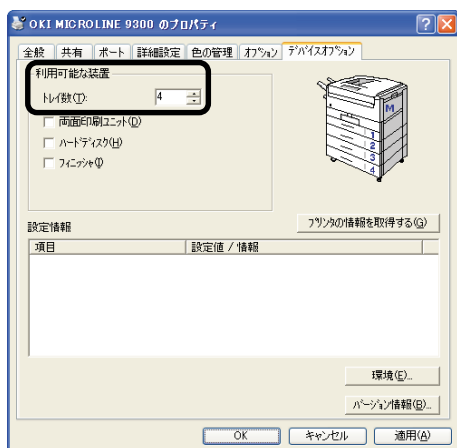 OKI MICROLINE 9300 のプロパティ
全般 共有 ポート 詳細設定 色の管理 オプション デバイスオプション
利用可能な装置
トレイ数(T): 4
両面印刷ユニット(D)
ハードディスク(H)
フィニッシャ(I)
M
1
2
3
4
プリンタの情報を取得する(G)
設定情報
項目 設定値 / 情報
環境(E)...
バージョン情報(B)...
OK キャンセル 適用(A)